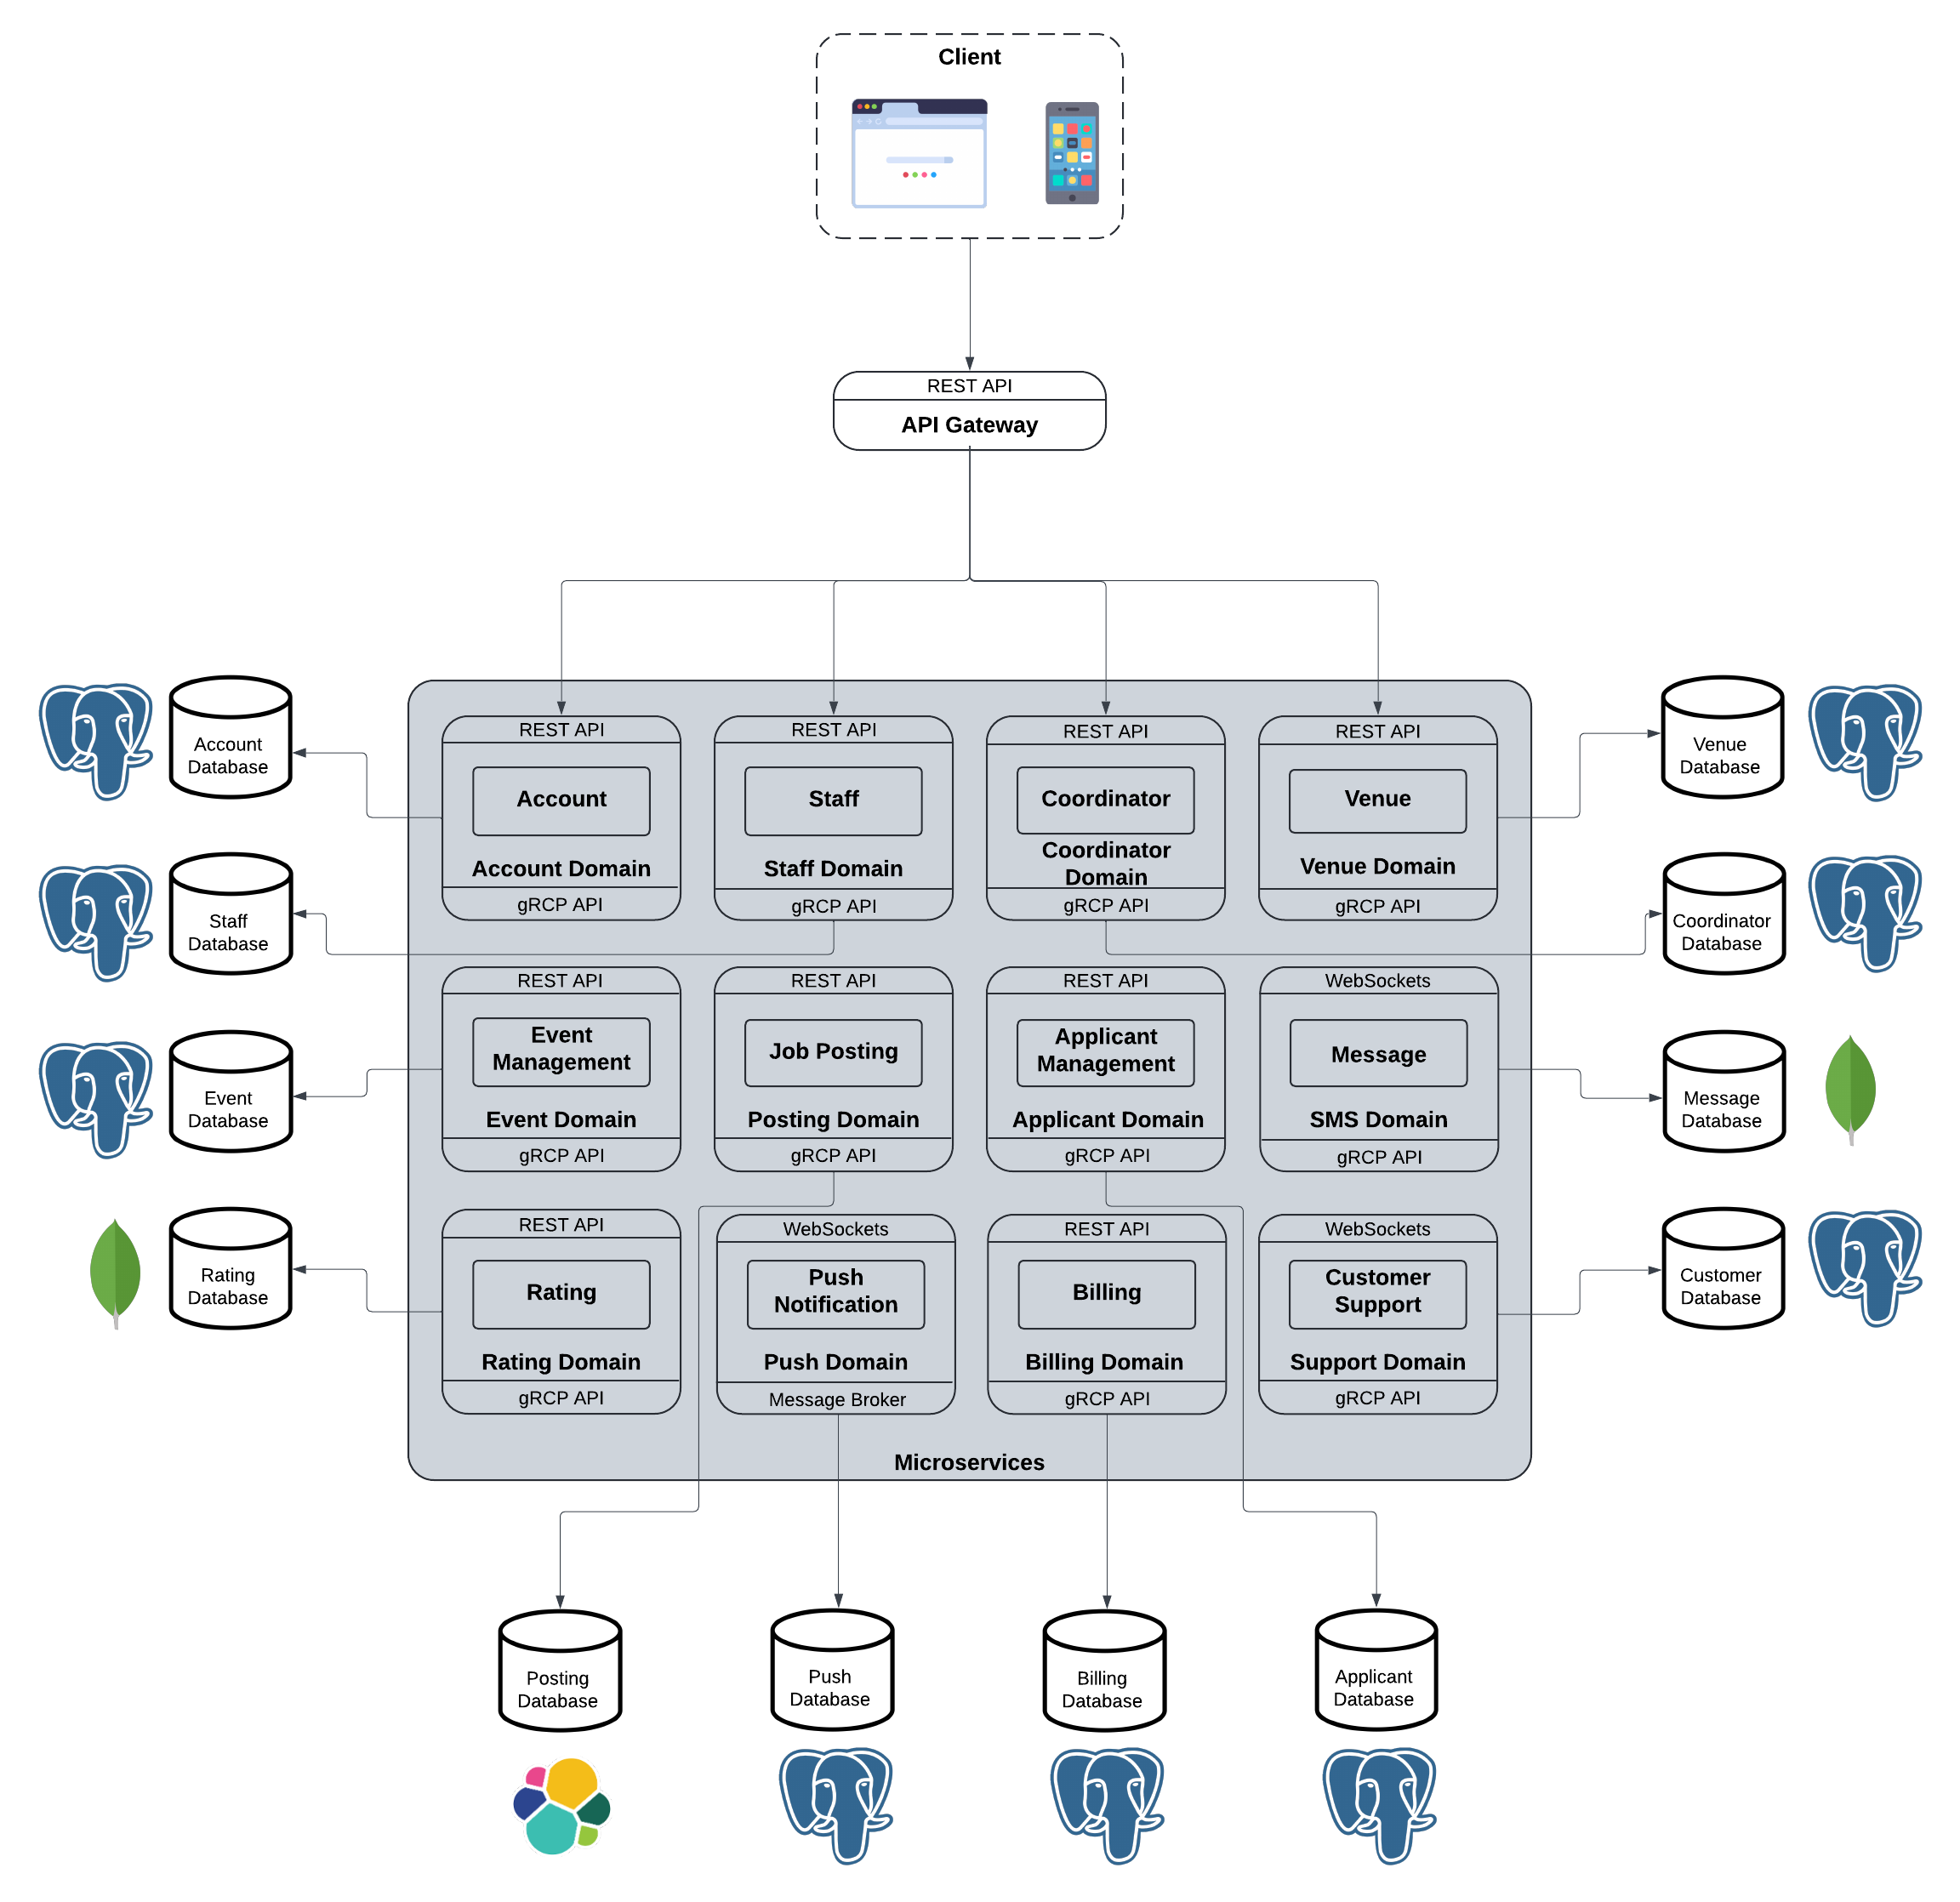 Client
REST API
API Gateway
REST API
Account
Account Domain
gRCP API
REST API
Staff
Staff Domain
gRCP API
REST API
Coordinator
Coordinator
Domain
gRCP API
REST API
Venue
Venue Domain
gRCP API
Account
Database
Venue
Database
Staff
Database
Coordinator
Database
REST API
Event
Management
Event Domain
gRCP API
REST API
Job Posting
Posting Domain
gRCP API
REST API
Applicant
Management
Applicant Domain
gRCP API
WebSockets
Message
SMS Domain
gRCP API
Event
Database
Message
Database
REST API
Rating
Rating Domain
gRCP API
WebSockets
Push
Notification
Push Domain
Message Broker
REST API
Billing
Billing Domain
gRCP API
WebSockets
Customer
Support
Support Domain
gRCP API
Rating
Database
Customer
Database
Microservices
Posting
Database
Push
Database
Billing
Database
Applicant
Database